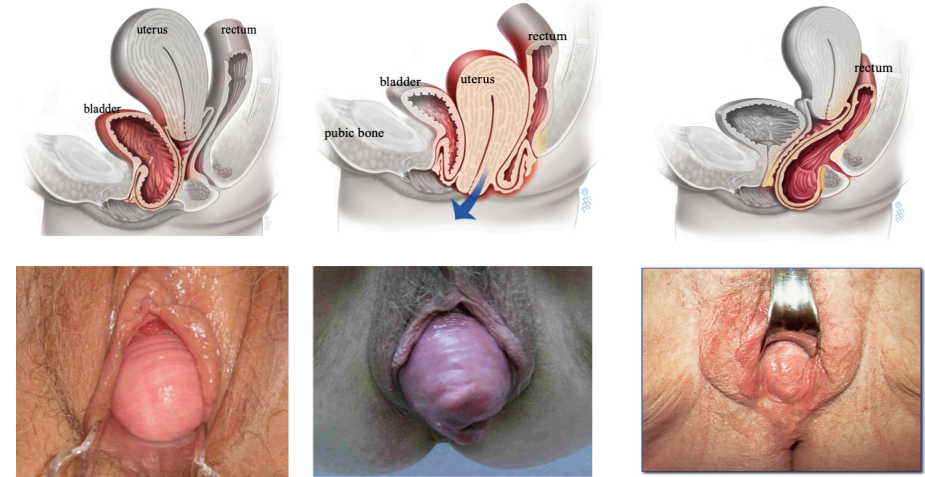 uterus
rectum
bladder
rectum
bladder
uterus
pubic bone
rectum